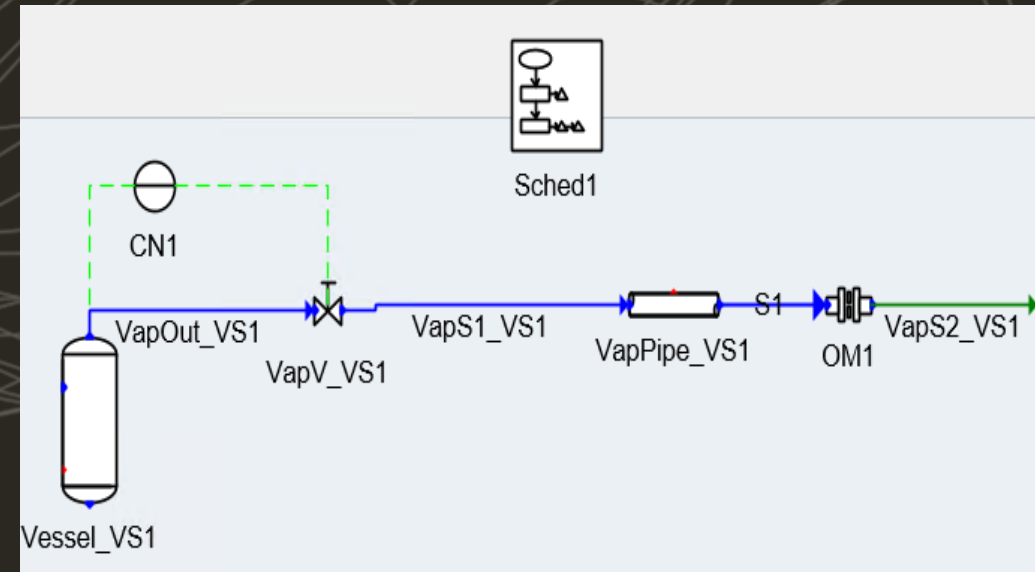 Sched1
CN1
VapOut_VS1
VapV_VS1
VapS1_VS1
VapPipe_VS1
S1
OM1
VapS2_VS1
Vessel_VS1